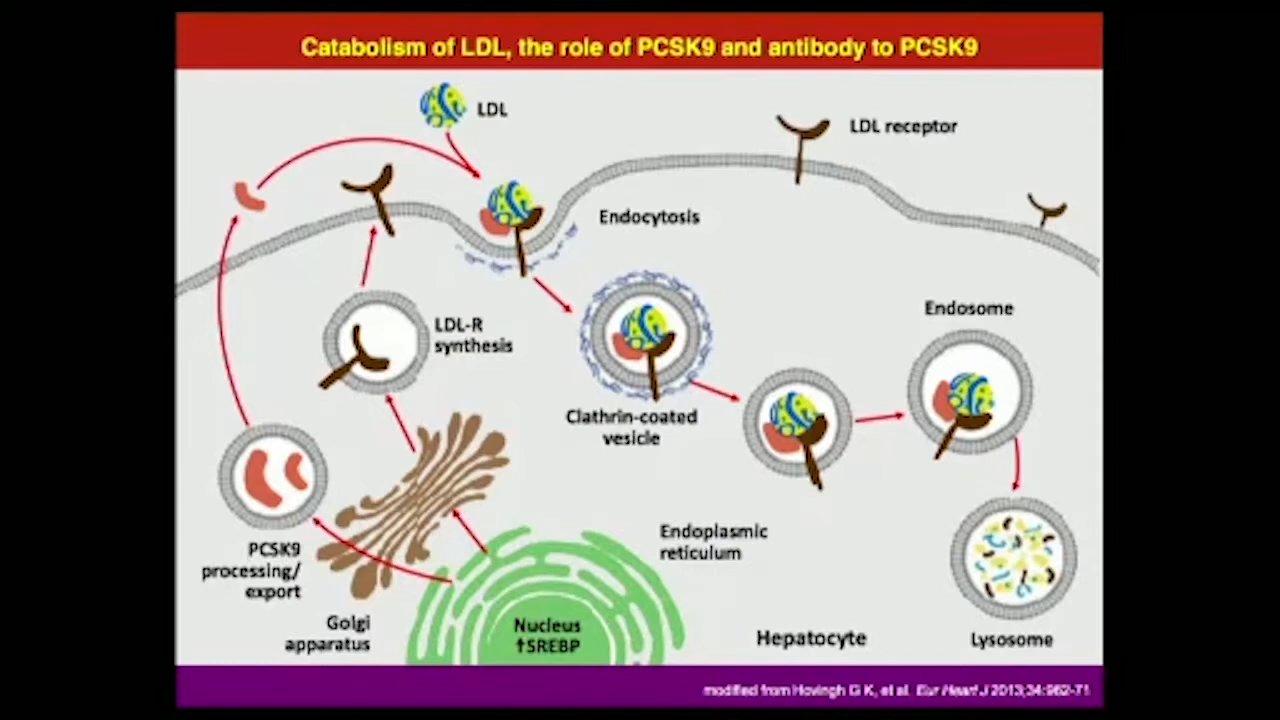 Catabolism of LDL, the role of PCSK9 and antibody to PCSK9
LDL
LDL receptor
Endocytosis
LDL-R
synthesis
Endosome
Clathrin-coated
vesicle
PCSK9
processing/
export
Endoplasmic
reticulum
Golgi
apparatus
Nucleus
↑SREBP
Hepatocyte
Lysosome
modified from Hovingh G K, et al. Eur Heart J 2013;34:962-71